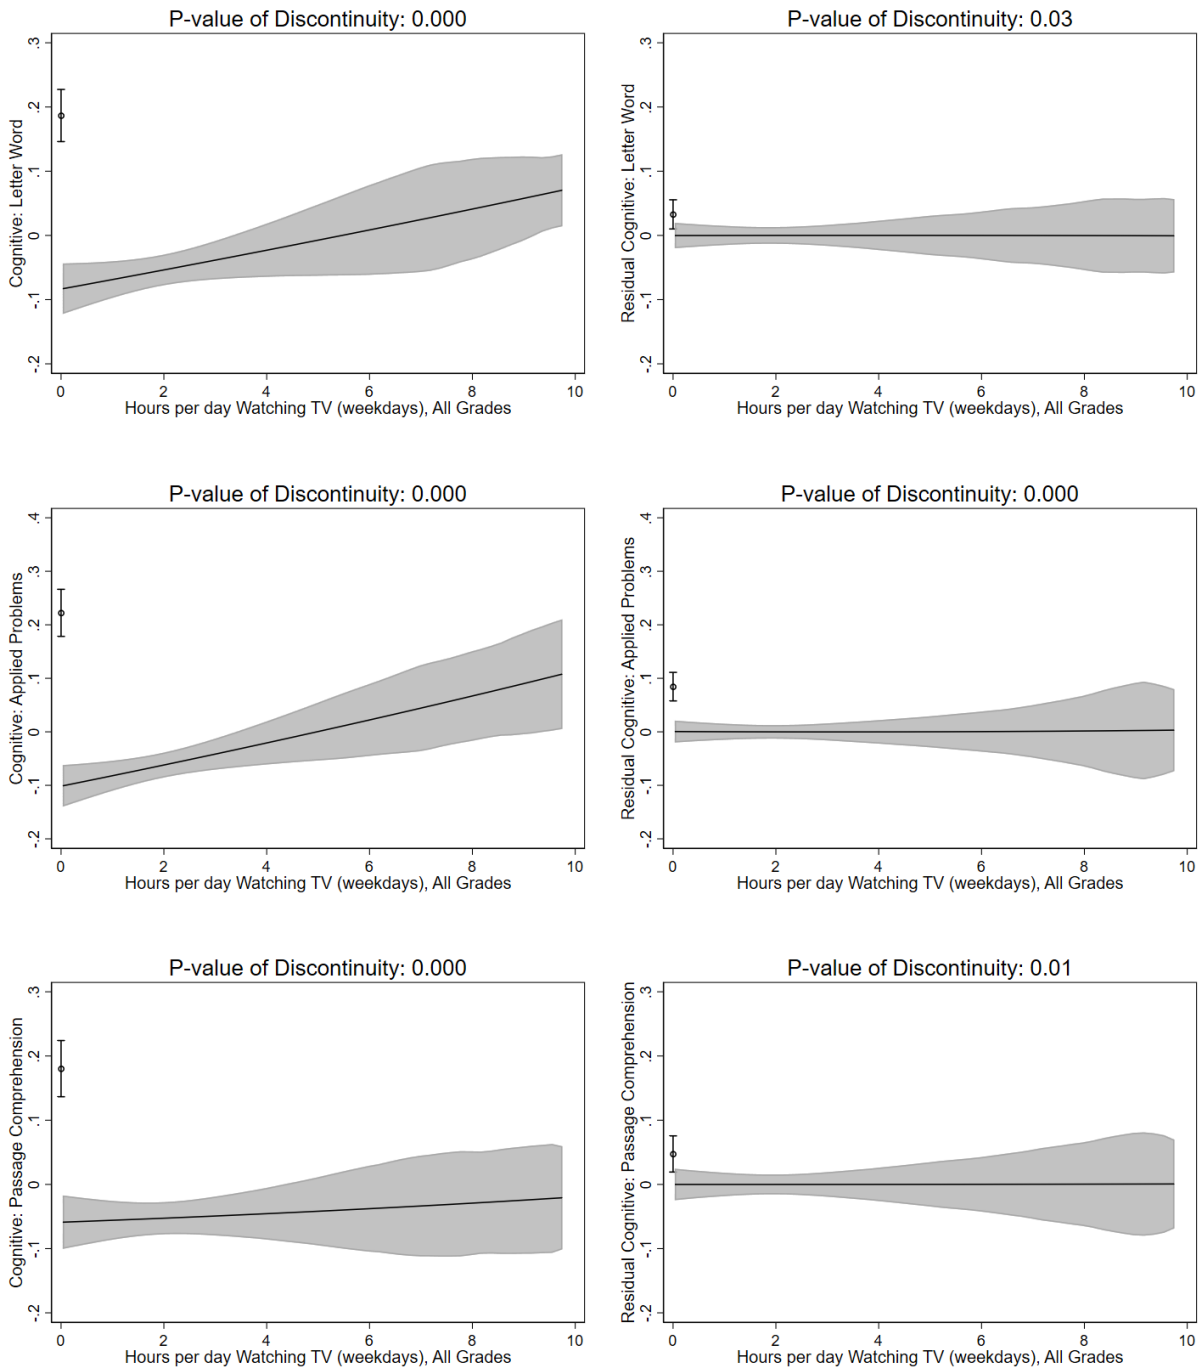 P-value of Discontinuity: 0.000
Cognitive: Letter Word
.3
.2
.1
0
-.1
-.2
0 2 4 6 8 10
Hours per day Watching TV (weekdays), All Grades
P-value of Discontinuity: 0.03
Residual Cognitive: Letter Word
.3
.2
.1
0
-.1
-.2
0 2 4 6 8 10
Hours per day Watching TV (weekdays), All Grades
P-value of Discontinuity: 0.000
Cognitive: Applied Problems
.4
.3
.2
.1
0
-.1
-.2
0 2 4 6 8 10
Hours per day Watching TV (weekdays), All Grades
P-value of Discontinuity: 0.000
Residual Cognitive: Applied Problems
.4
.3
.2
.1
0
-.1
-.2
0 2 4 6 8 10
Hours per day Watching TV (weekdays), All Grades
P-value of Discontinuity: 0.000
Cognitive: Passage Comprehension
.3
.2
.1
0
-.1
-.2
0 2 4 6 8 10
Hours per day Watching TV (weekdays), All Grades
P-value of Discontinuity: 0.01
Residual Cognitive: Passage Comprehension
.3
.2
.1
0
-.1
-.2
0 2 4 6 8 10
Hours per day Watching TV (weekdays), All Grades